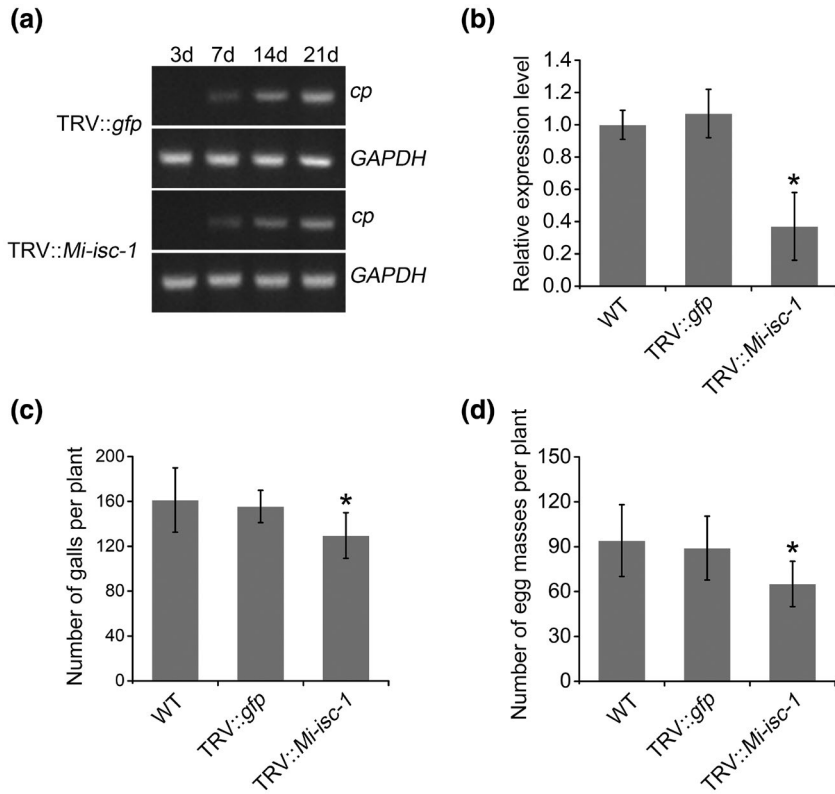 (a)
3d 7d 14d 21d
TRV::gfp
cp
GAPDH
TRV::Mi-isc-1
cp
GAPDH
(b)
Relative expression level
1.4
1.2
1.0
0.8
0.6
0.4
0.2
0.0
*
WT
TRV::gfp
TRV::Mi-isc-1
(c)
Number of galls per plant
200
160
120
80
40
0
*
WT
TRV::gfp
TRV::Mi-isc-1
(d)
Number of egg masses per plant
150
120
90
60
30
0
*
WT
TRV::gfp
TRV::Mi-isc-1